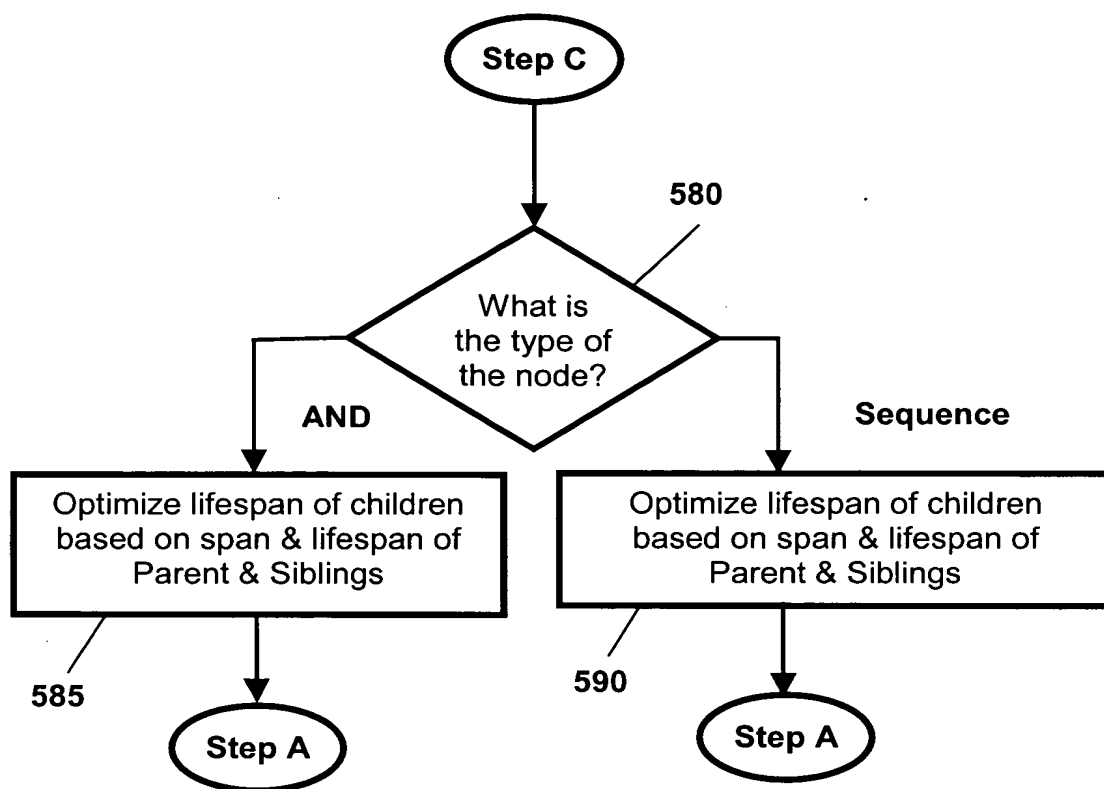 Step C
580
What is
the type of
the node?
AND
Sequence
Optimize lifespan of children
based on span & lifespan of
Parent & Siblings
Optimize lifespan of children
based on span & lifespan of
Parent & Siblings
585
590
Step A
Step A